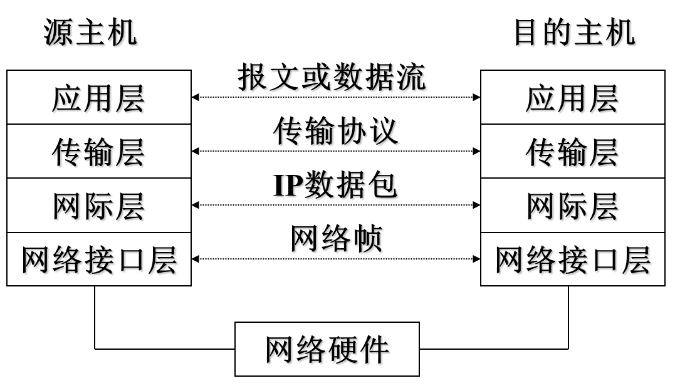 源主机
目的主机
应用层
报文或数据流
应用层
传输层
传输协议
传输层
网际层
IP数据包
网际层
网络接口层
网络帧
网络接口层
网络硬件